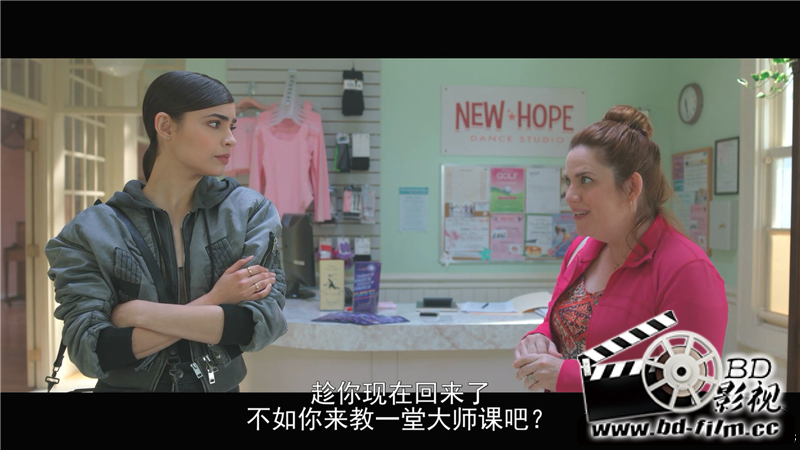 NEW HOPE
DANCE STUDIO
趁你现在回来了
不如你来教一堂大师课吧？
BD
影视
www.bd-film.cc